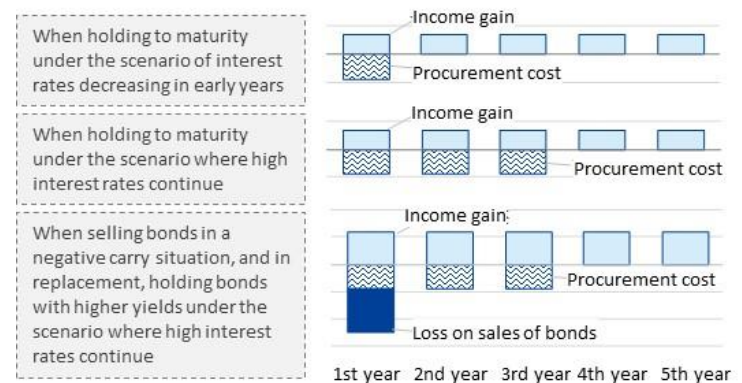 When holding to maturity
under the scenario of interest
rates decreasing in early years
Income gain
Procurement cost
When holding to maturity
under the scenario where high
interest rates continue
Income gain
Procurement cost
When selling bonds in a
negative carry situation, and in
replacement, holding bonds
with higher yields under the
scenario where high interest
rates continue
Income gain
Procurement cost
Loss on sales of bonds
1st year 2nd year 3rd year 4th year 5th year